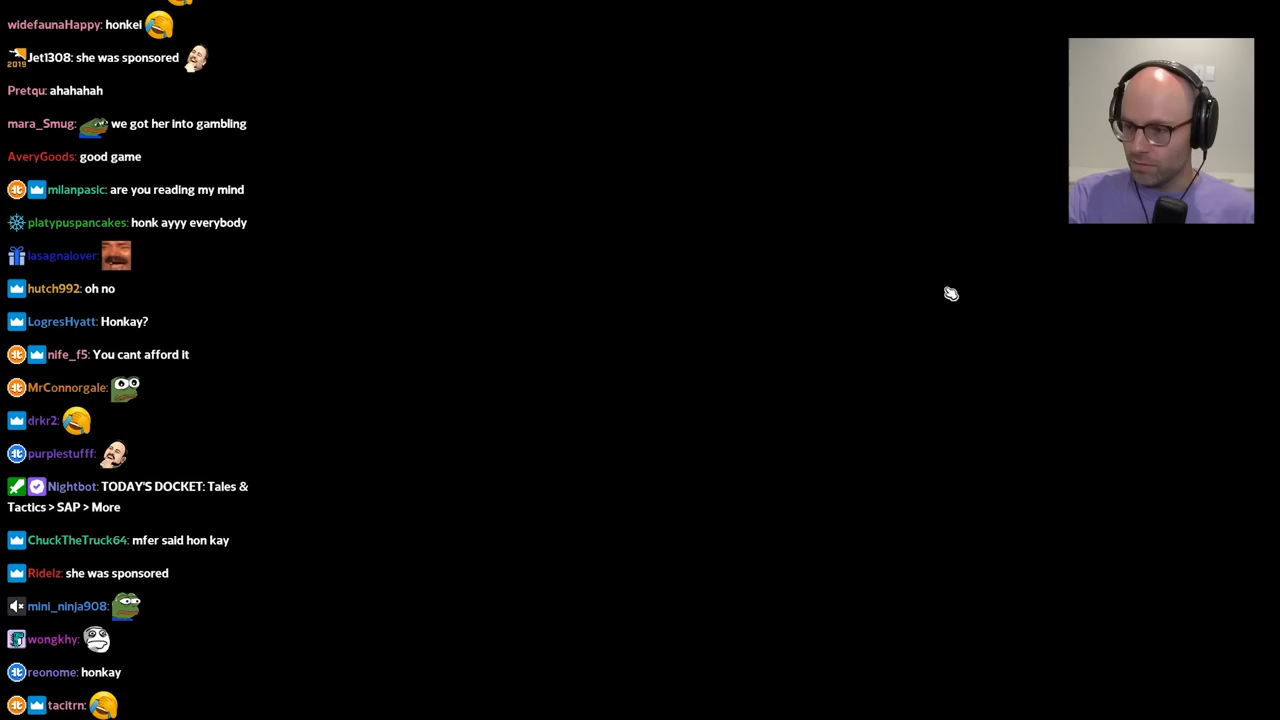 widefaunaHappy: honkei
2019 Jet1308: she was sponsored
Pretqu: ahahahah
mara_Smug: we got her into gambling
AveryGoods: good game
milanpasic: are you reading my mind
platypuspancakes: honk ayyy everybody
lasagnalover:
hutch992: oh no
LogresHyatt: Honkay?
nife_f5: You cant afford it
MrConnorgale:
drkr2:
purplestufff:
Nightbot: TODAY'S DOCKET: Tales &
Tactics > SAP > More
ChuckTheTruck64: mfer said hon kay
Ridelz: she was sponsored
mini_ninja908:
wongkhy:
reonome: honkay
tacitrn: